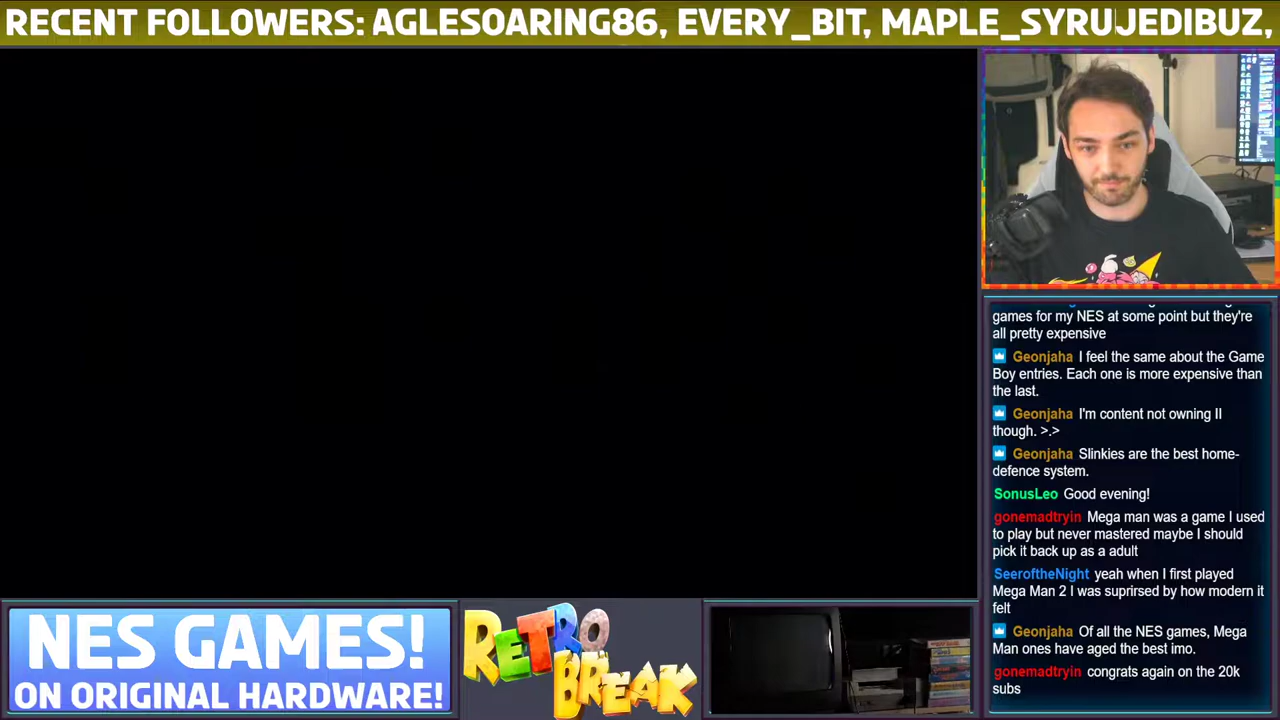 RECENT FOLLOWERS: AGLESOARING86, EVERY_BIT, MAPLE_SYRUJEDIBUZ,
games for my NES at some point but they're
all pretty expensive
Geonjaha I feel the same about the Game
Boy entries. Each one is more expensive than
the last.
Geonjaha I'm content not owning II
though. >.>
Geonjaha Slinkies are the best home-
defence system.
SonusLeo Good evening!
gonemadtryin Mega man was a game I used
to play but never mastered maybe I should
pick it back up as a adult
SeeroftheNight yeah when I first played
Mega Man 2 I was suprirsed by how modern it
felt
Geonjaha Of all the NES games, Mega
Man ones have aged the best imo.
gonemadtryin congrats again on the 20k
subs
NES GAMES!
ON ORIGINAL HARDWARE!
RETRO
BREAK